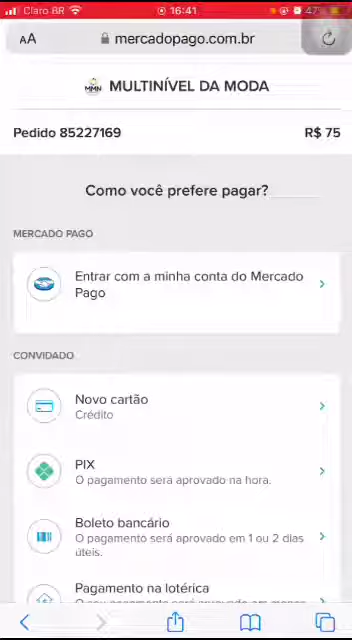 Claro BR 16:41 47%
AA mercadopago.com.br
MMN MULTINÍVEL DA MODA
Pedido 85227169 R$ 75
Como você prefere pagar?
MERCADO PAGO
Entrar com a minha conta do Mercado
Pago
CONVIDADO
Novo cartão
Crédito
PIX
O pagamento será aprovado na hora.
Boleto bancário
O pagamento será aprovado em 1 ou 2 dias
úteis.
Pagamento na lotérica